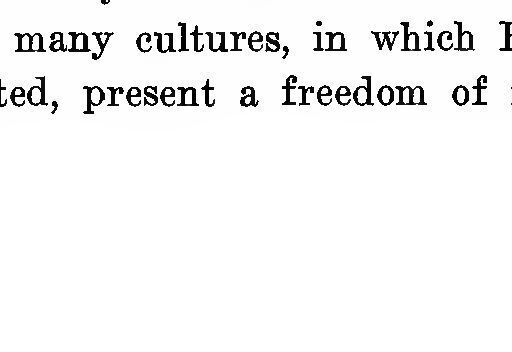 many cultures, in which
ted, present a freedom of